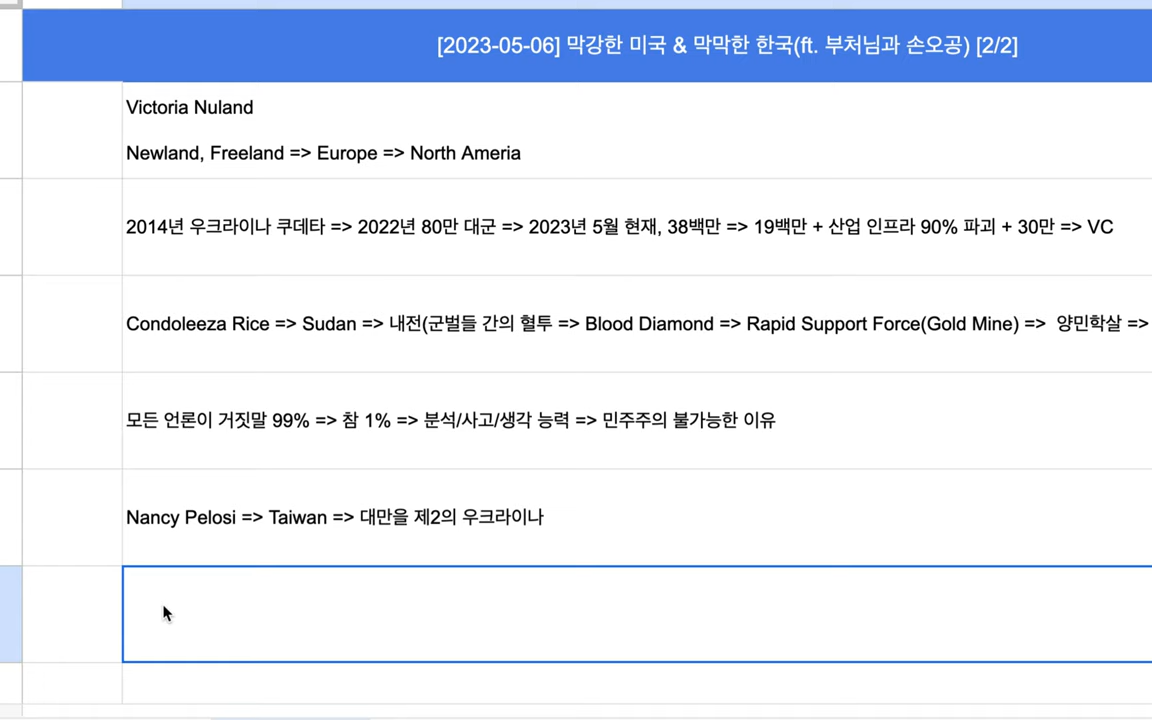 [2023-05-06] 막강한 미국 & 막막한 한국(ft. 부처님과 손오공) [2/2]
Victoria Nuland
Newland, Freeland => Europe => North Ameria
2014년 우크라이나 쿠데타 => 2022년 80만 대군 => 2023년 5월 현재, 38백만 => 19백만 + 산업 인프라 90% 파괴 + 30만 => VC
Condoleeza Rice => Sudan => 내전(군벌들 간의 혈투 => Blood Diamond => Rapid Support Force(Gold Mine) => 양민학살 =>
모든 언론이 거짓말 99% => 참 1% => 분석/사고/생각 능력 => 민주주의 불가능한 이유
Nancy Pelosi => Taiwan => 대만을 제2의 우크라이나